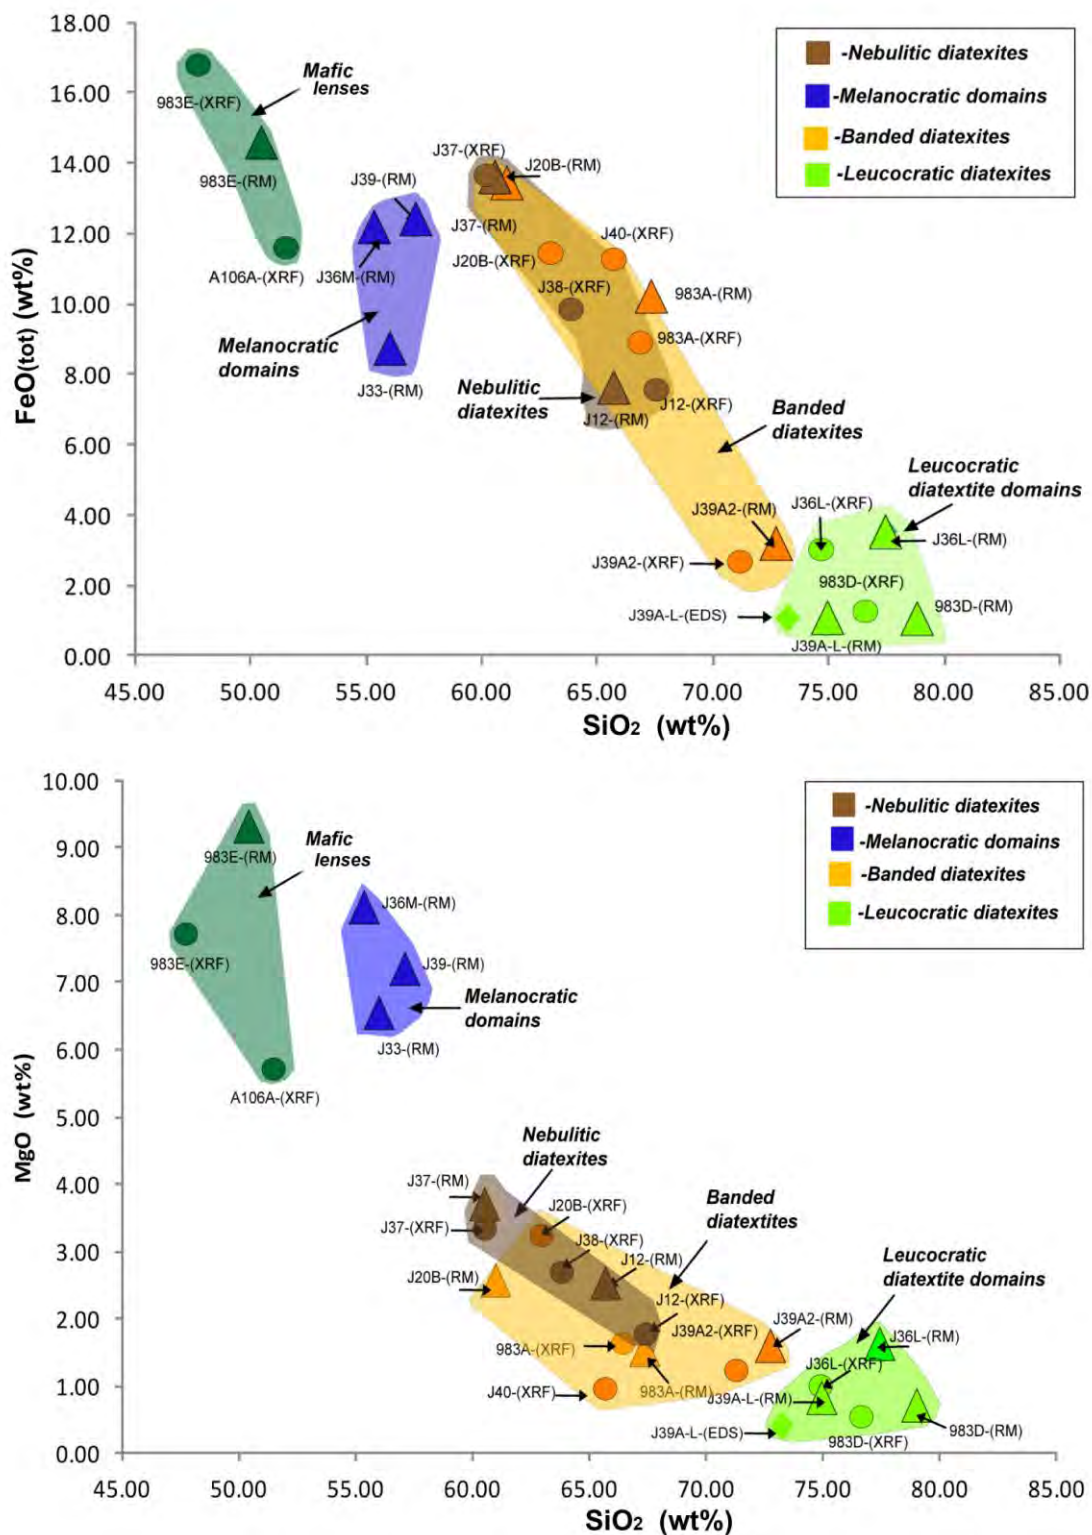 18.00
16.00
14.00
12.00
10.00
8.00
6.00
4.00
2.00
0.00
FeO(tot) (wt%)
45.00 50.00 55.00 60.00 65.00 70.00 75.00 80.00 85.00
SiO2 (wt%)
-Nebulitic diatexites
-Melanocratic domains
-Banded diatexites
-Leucocratic diatexites
Mafic
lenses
983E-(XRF)
983E-(RM)
A106A-(XRF)
J39-(RM)
J36M-(RM)
Melanocratic
domains
J33-(RM)
J37-(XRF)
J20B-(RM)
J37-(RM)
J20B-(XRF)
J40-(XRF)
J38-(XRF)
983A-(RM)
983A-(XRF)
Nebulitic
diatexites
J12-(RM)
J12-(XRF)
Banded
diatexites
J39A2-(RM)
J39A2-(XRF)
Leucocratic
diatextite domains
J36L-(XRF)
J36L-(RM)
983D-(XRF)
J39A-L-(EDS)
983D-(RM)
J39A-L-(RM)
10.00
9.00
8.00
7.00
6.00
5.00
4.00
3.00
2.00
1.00
0.00
MgO (wt%)
45.00 50.00 55.00 60.00 65.00 70.00 75.00 80.00 85.00
SiO2 (wt%)
-Nebulitic diatexites
-Melanocratic domains
-Banded diatexites
-Leucocratic diatexites
Mafic
lenses
983E-(RM)
983E-(XRF)
A106A-(XRF)
J36M-(RM)
J39-(RM)
Melanocratic
domains
J33-(RM)
Nebulitic
diatexites
J37-(RM)
J37-(XRF)
J20B-(XRF)
J38-(XRF)
J20B-(RM)
J12-(RM)
J12-(XRF)
Banded
diatextites
983A-(XRF)
J39A2-(XRF)
J39A2-(RM)
J40-(XRF)
983A-(RM)
Leucocratic
diatextite domains
J36L-(RM)
J36L-(XRF)
J39A-L-(RM)
J39A-L-(EDS)
983D-(XRF)
983D-(RM)